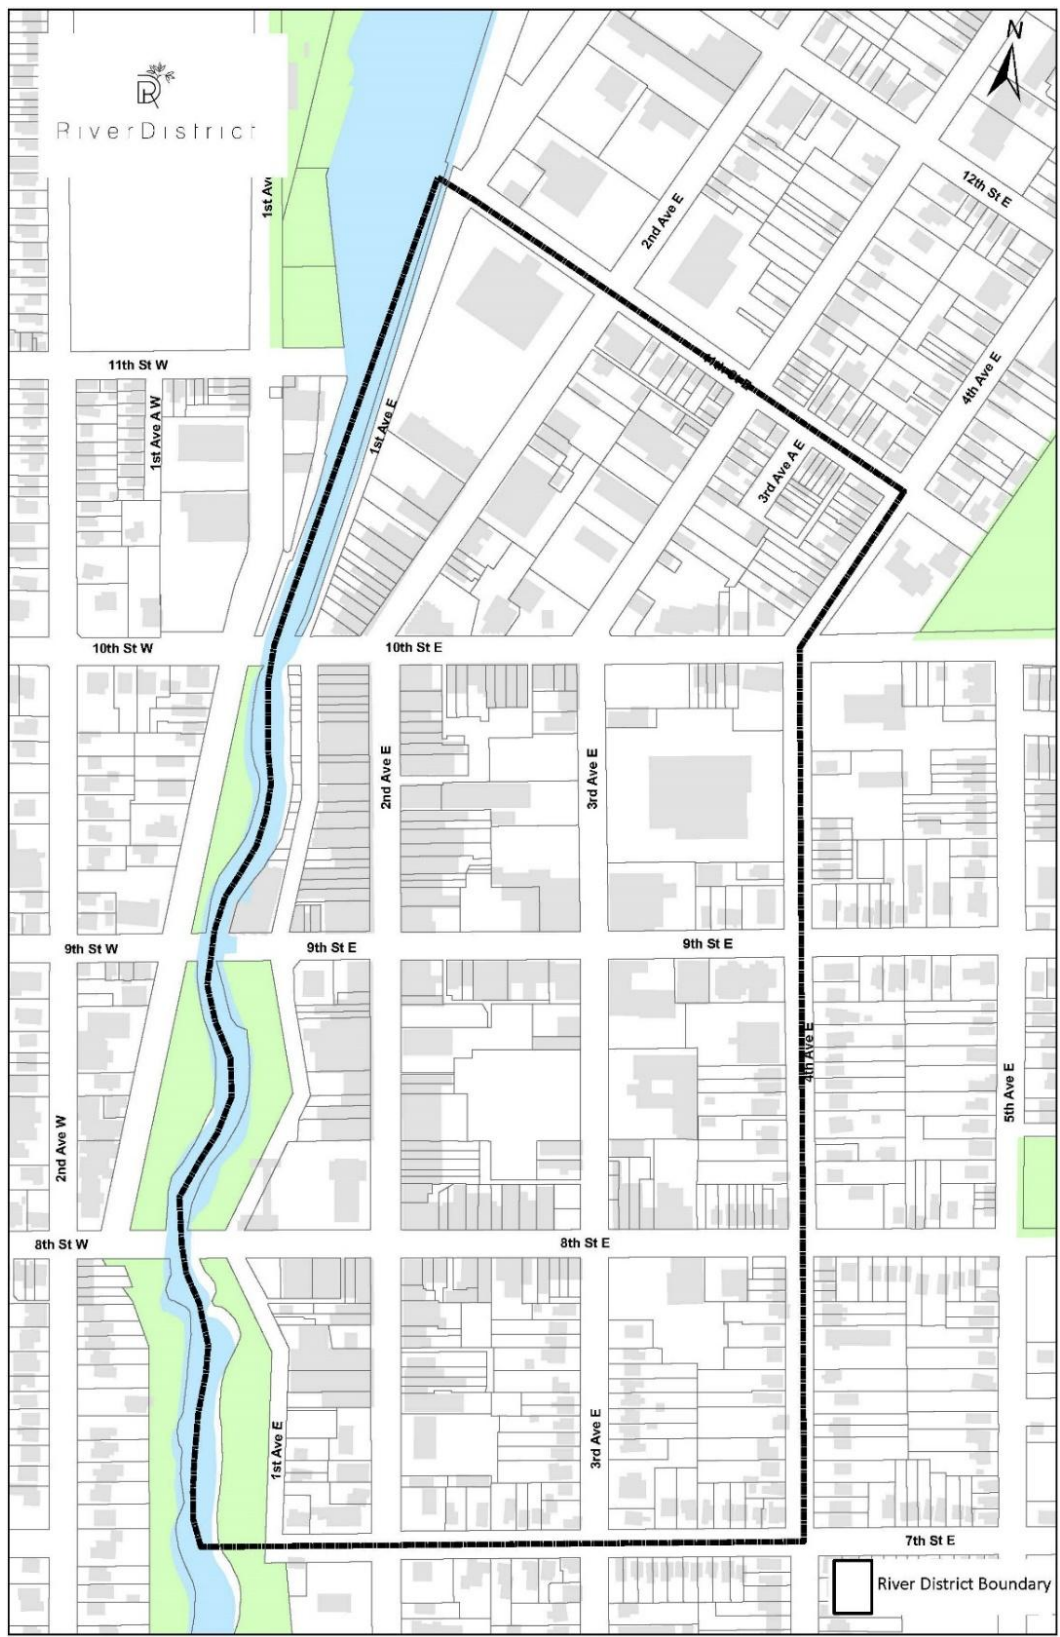 N
RiverDistrict
1st Ave
12th St E
2nd Ave E
11th St W
11th St E
4th Ave E
1st Ave A W
1st Ave E
3rd Ave A E
10th St W
10th St E
2nd Ave E
3rd Ave E
9th St W
9th St E
9th St E
4th Ave E
5th Ave E
2nd Ave W
8th St W
8th St E
1st Ave E
3rd Ave E
7th St E
River District Boundary